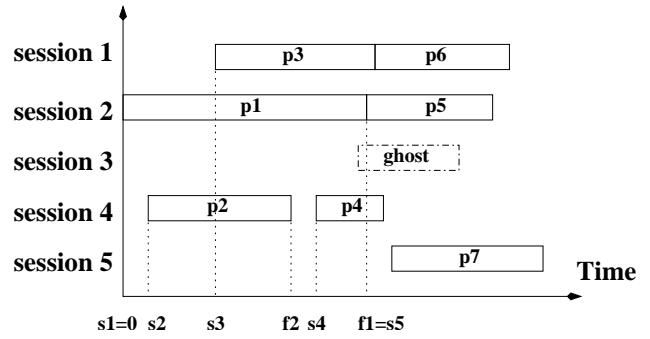 session 1 p3 p6
session 2 p1 p5
session 3 ghost
session 4 p2 p4
session 5 p7
Time
s1=0 s2 s3 f2 s4 f1=s5